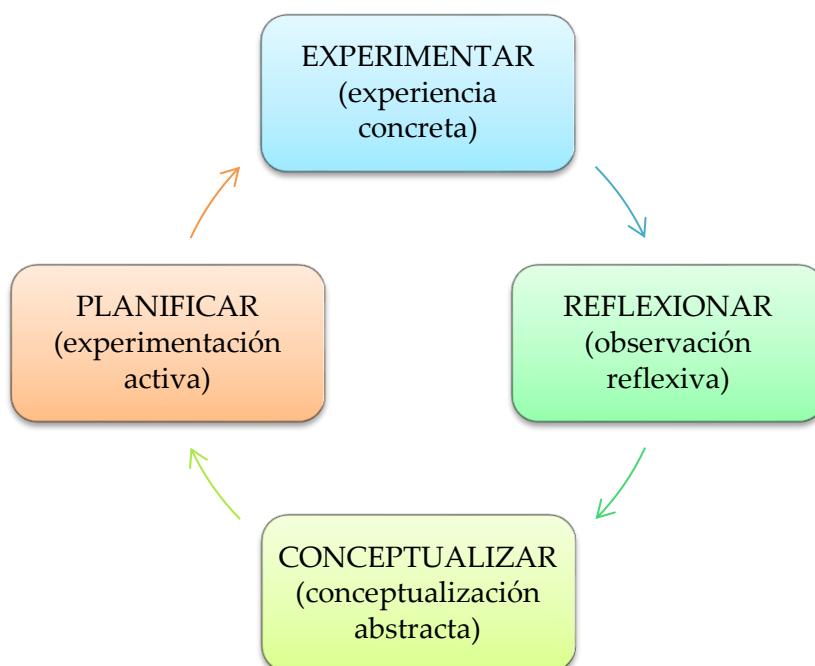 EXPERIMENTAR
(experiencia
concreta)
REFLEXIONAR
(observación
reflexiva)
CONCEPTUALIZAR
(conceptualización
abstracta)
PLANIFICAR
(experimentación
activa)